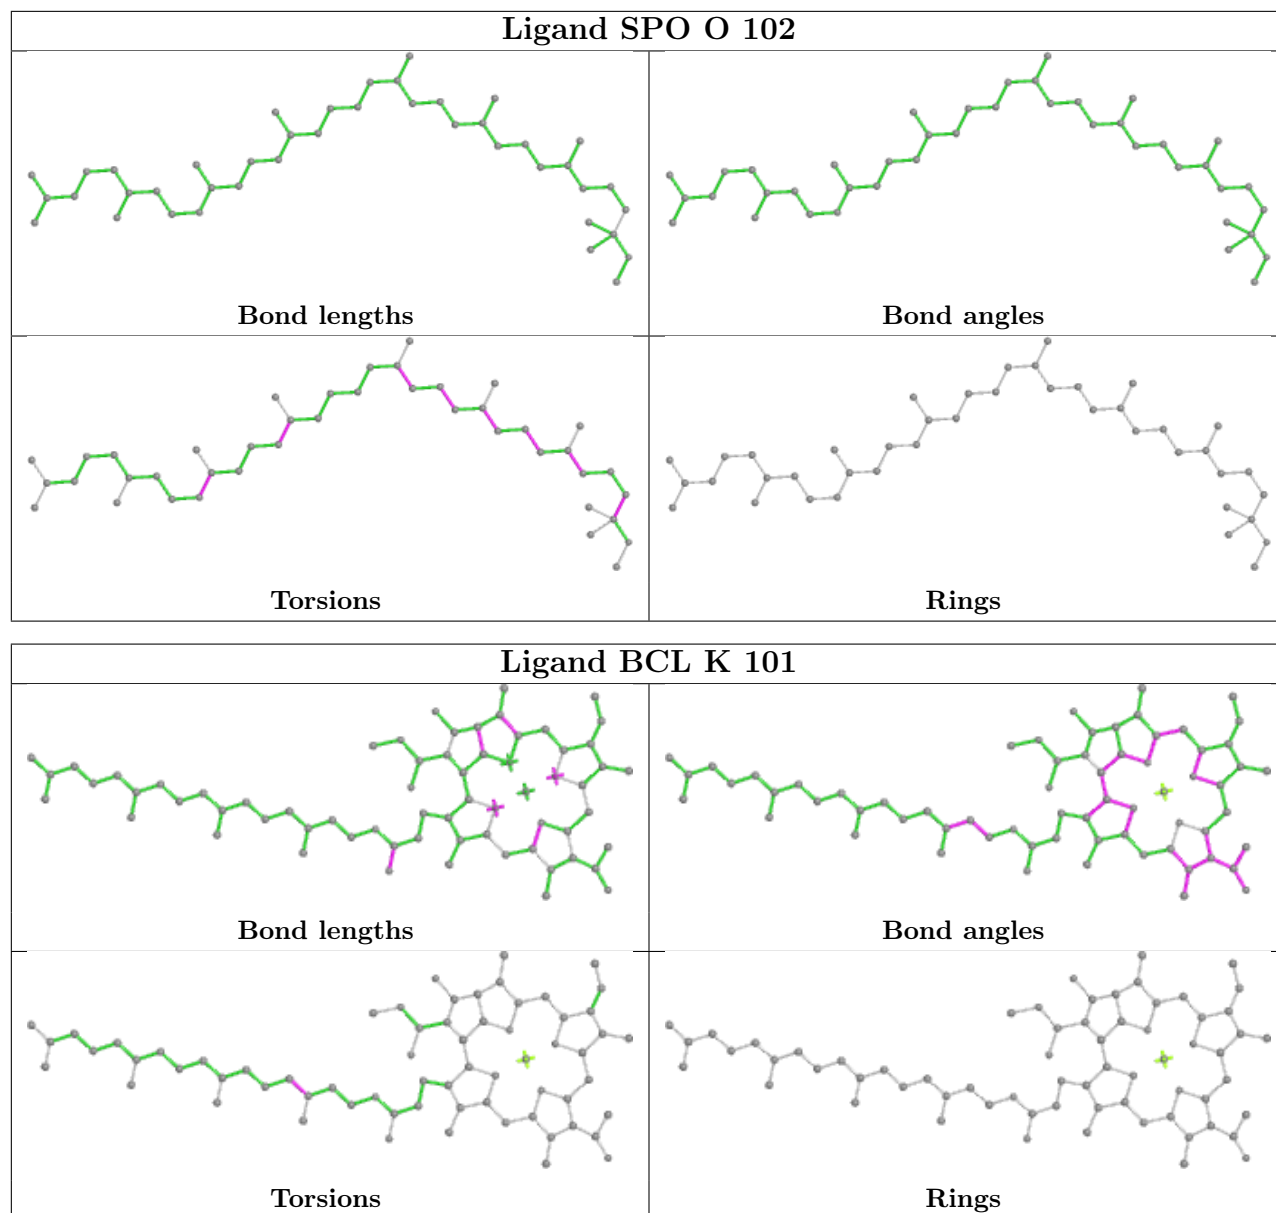 Ligand SPO O 102
Bond lengths
Bond angles
Torsions
Rings
Ligand BCL K 101
Bond lengths
Bond angles
Torsions
Rings